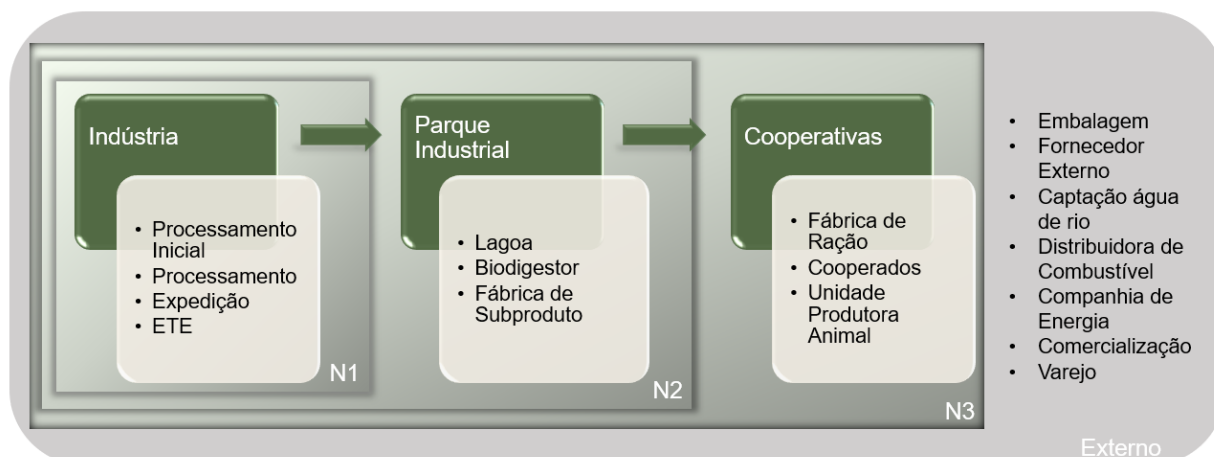 Indústria
• Processamento
Inicial
• Processamento
• Expedição
• ETE
N1
Parque
Industrial
• Lagoa
• Biodigestor
• Fábrica de
Subproduto
N2
Cooperativas
• Fábrica de
Ração
• Cooperados
• Unidade
Produtora
Animal
N3
• Embalagem
• Fornecedor
Externo
• Captação água
de rio
• Distribuidora de
Combustível
• Companhia de
Energia
• Comercialização
• Varejo
Externo